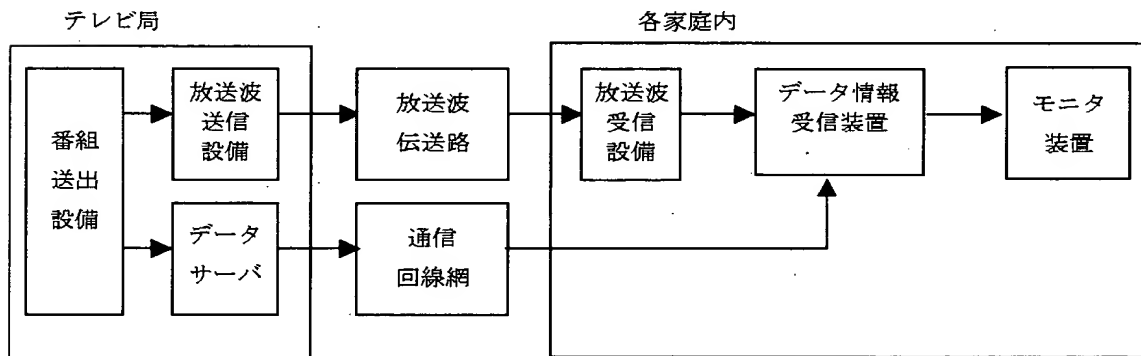 テレビ局
各家庭内
番組
送出
設備
放送波
送信
設備
放送波
伝送路
放送波
受信
設備
データ情報
受信装置
モニタ
装置
データ
サーバ
通信
回線網